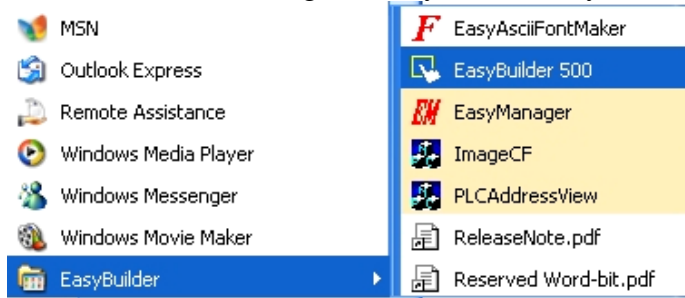 MSN
Outlook Express
Remote Assistance
Windows Media Player
Windows Messenger
Windows Movie Maker
EasyBuilder
EasyAsciiFontMaker
EasyBuilder 500
EasyManager
ImageCF
PLCAddressView
ReleaseNote.pdf
Reserved Word-bit.pdf